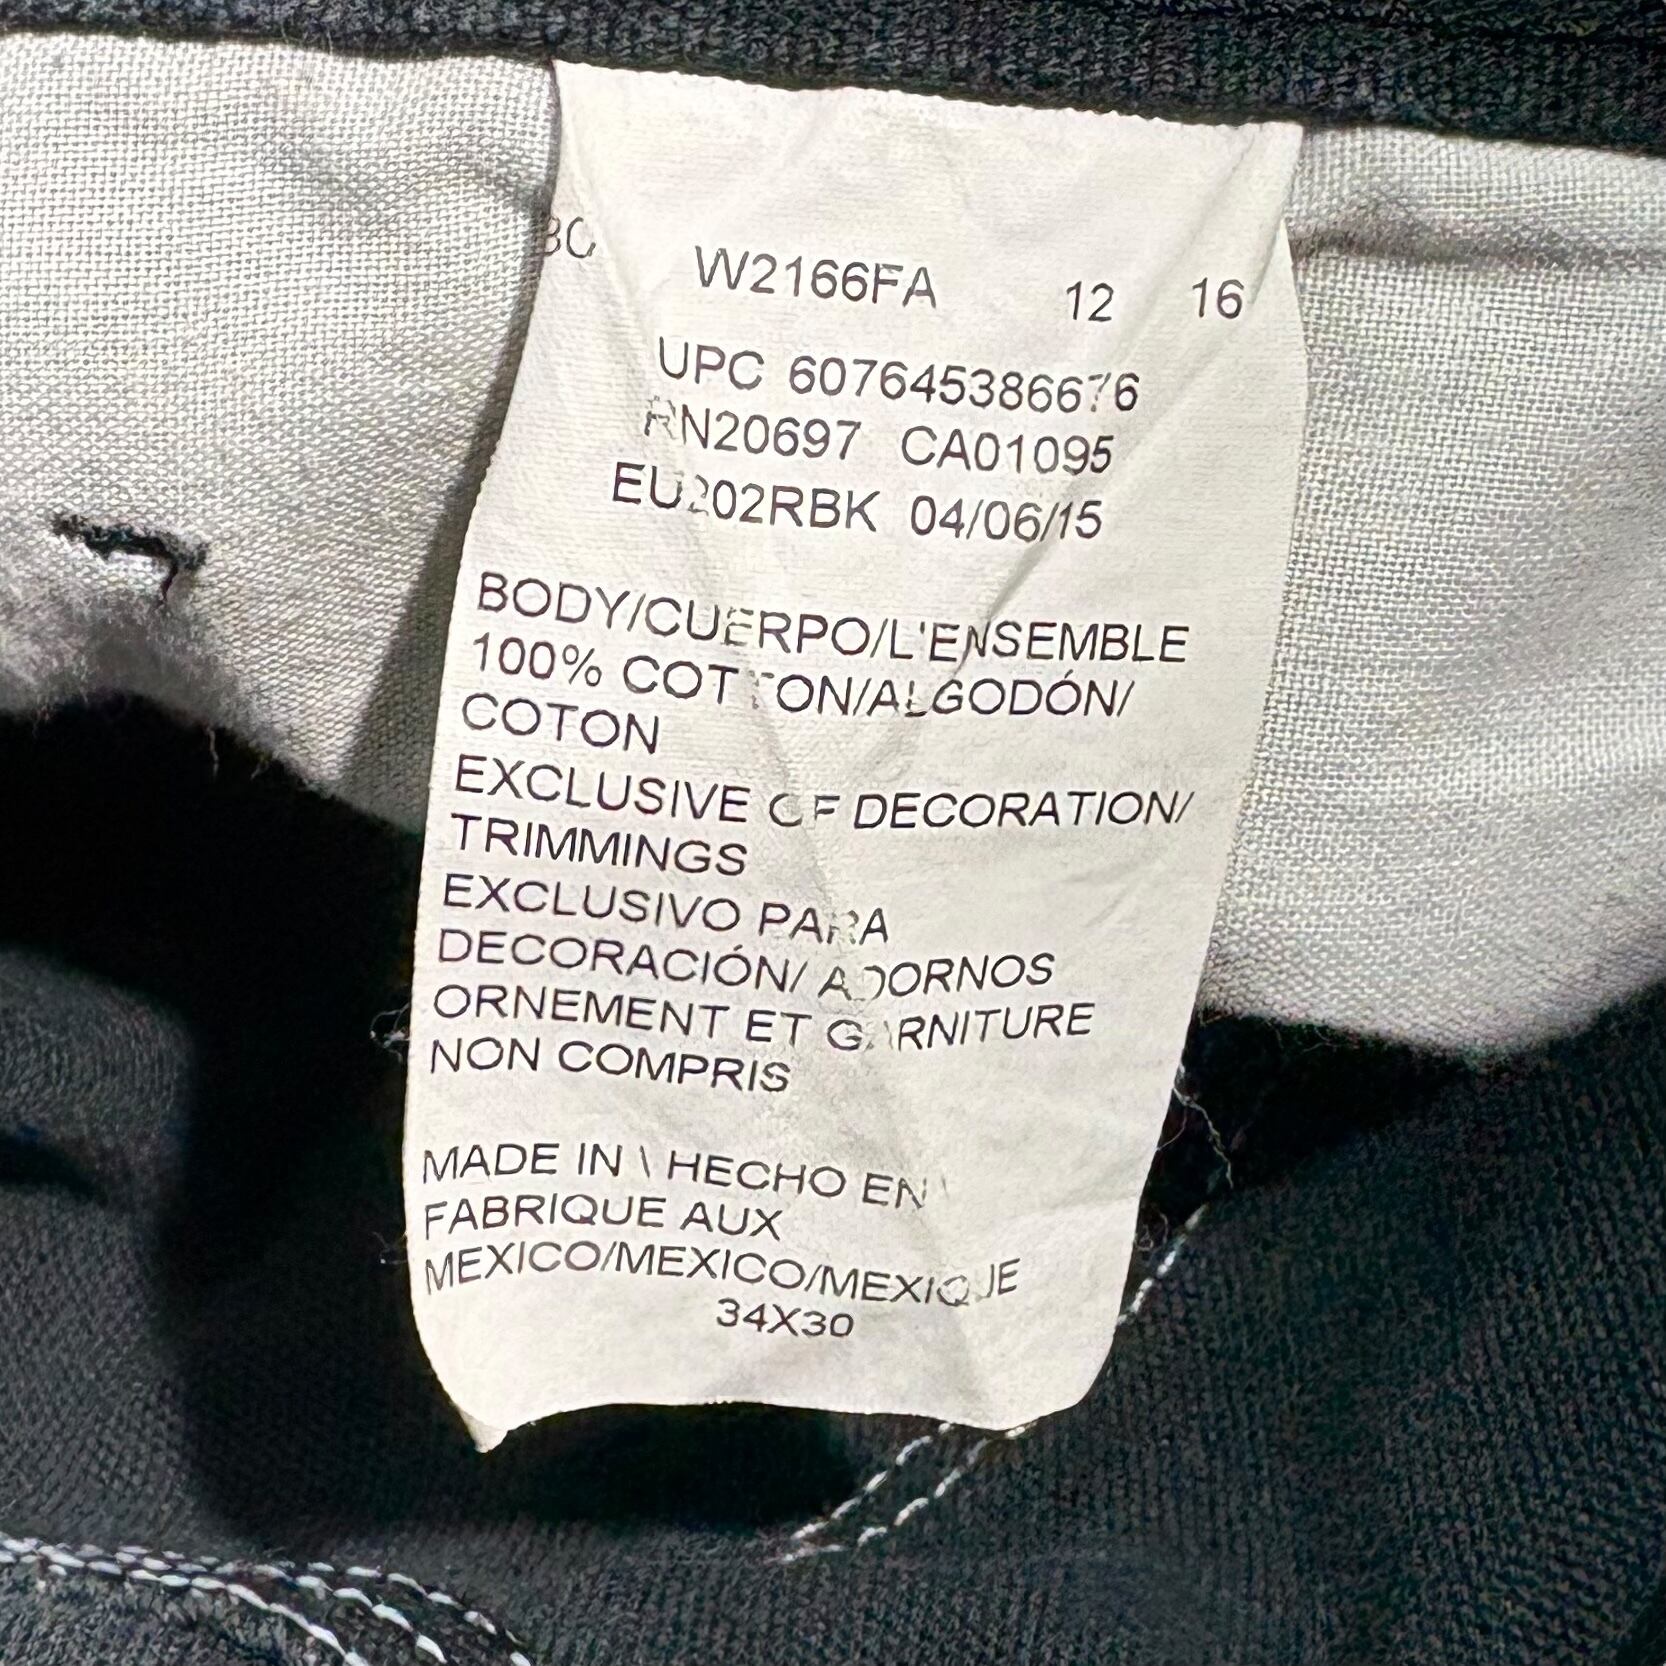 W2166FA 12 16
UPC 607645386676
RN20697 CA01095
EU202RBK 04/06/15
BODY/CUERPO/L'ENSEMBLE
100% COTTON/ALGODÓN/
COTON
EXCLUSIVE OF DECORATION/
TRIMMINGS
EXCLUSIVO PARA
DECORACIÓN/ ADORNOS
ORNEMENT ET GARNITURE
NON COMPRIS
MADE IN \ HECHO EN \
FABRIQUE AUX
MEXICO/MEXICO/MEXIQUE
34X30